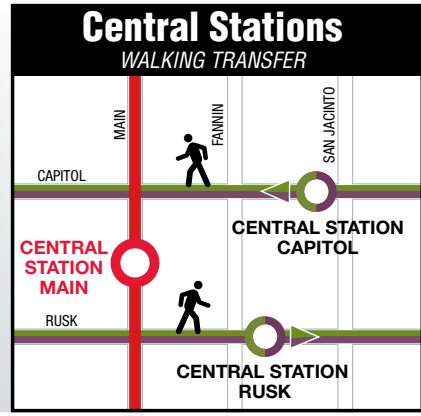 Central Stations
WALKING TRANSFER
MAIN
FANNIN
SAN JACINTO
CAPITOL
CENTRAL STATION
CAPITOL
CENTRAL
STATION
MAIN
RUSK
CENTRAL STATION
RUSK